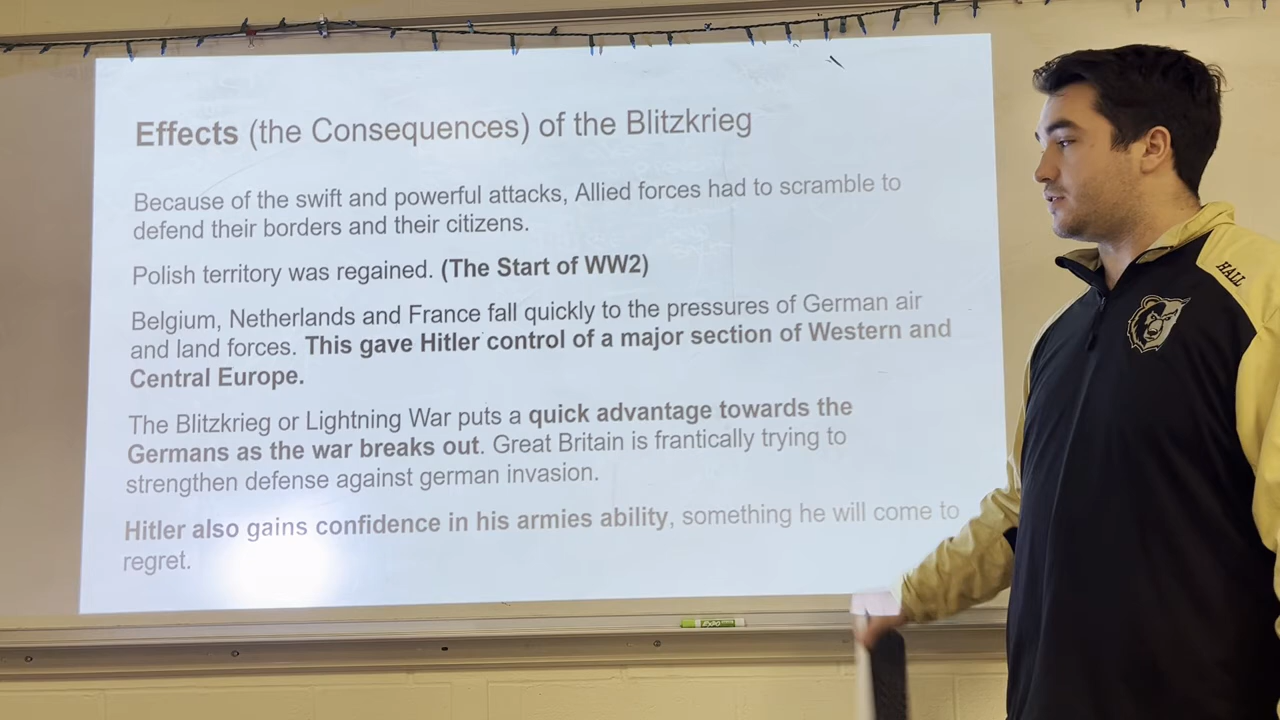 Effects (the Consequences) of the Blitzkrieg
Because of the swift and powerful attacks, Allied forces had to scramble to
defend their borders and their citizens.
Polish territory was regained. (The Start of WW2)
Belgium, Netherlands and France fall quickly to the pressures of German air
and land forces. This gave Hitler control of a major section of Western and
Central Europe.
The Blitzkrieg or Lightning War puts a quick advantage towards the
Germans as the war breaks out. Great Britain is frantically trying to
strengthen defense against german invasion.
Hitler also gains confidence in his armies ability, something he will come to
regret.
HALL
EXPO